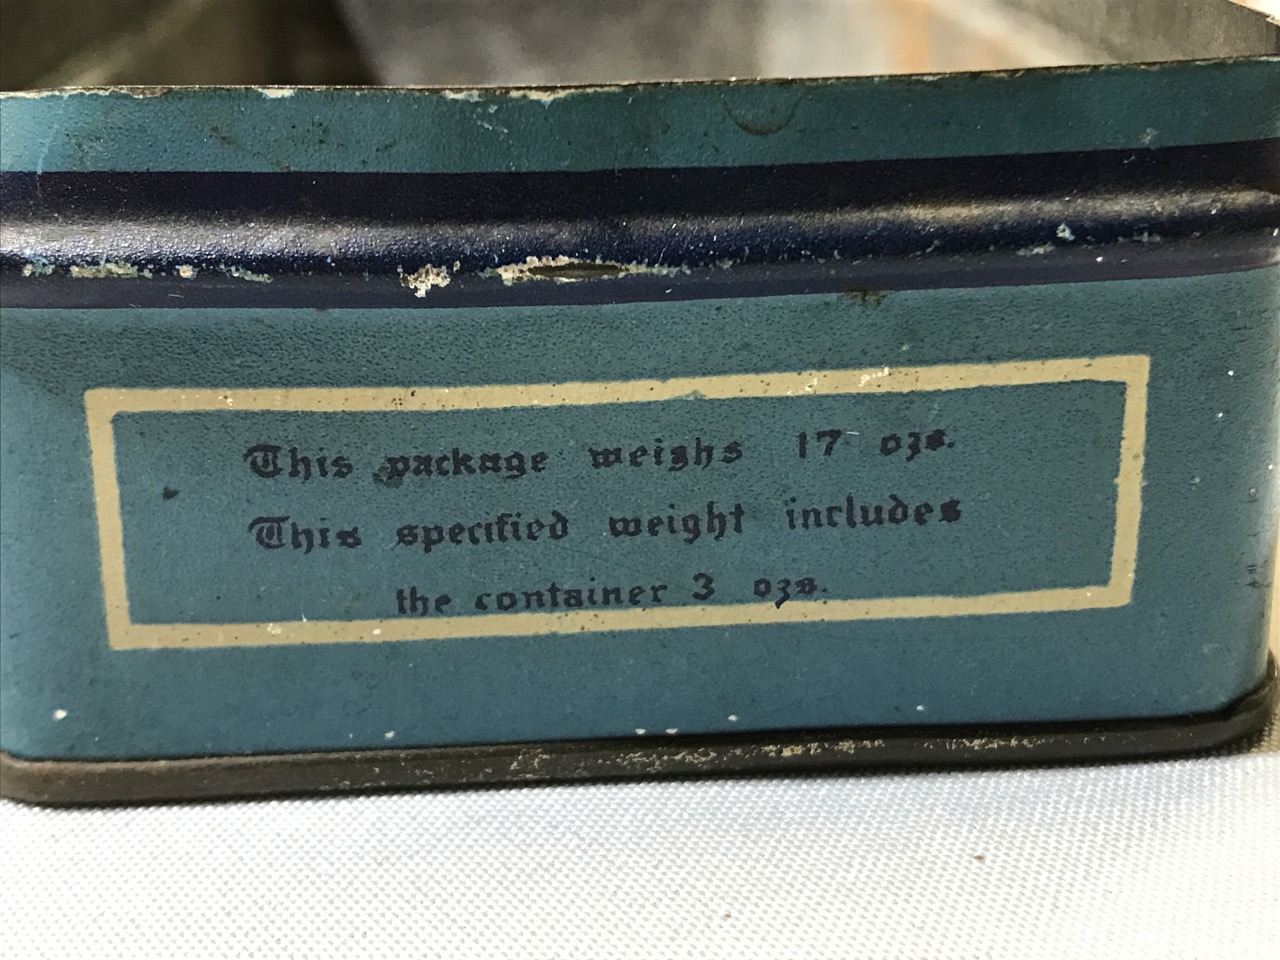 This package weighs 17 ozs.
This specified weight includes
the container 3 ozs.